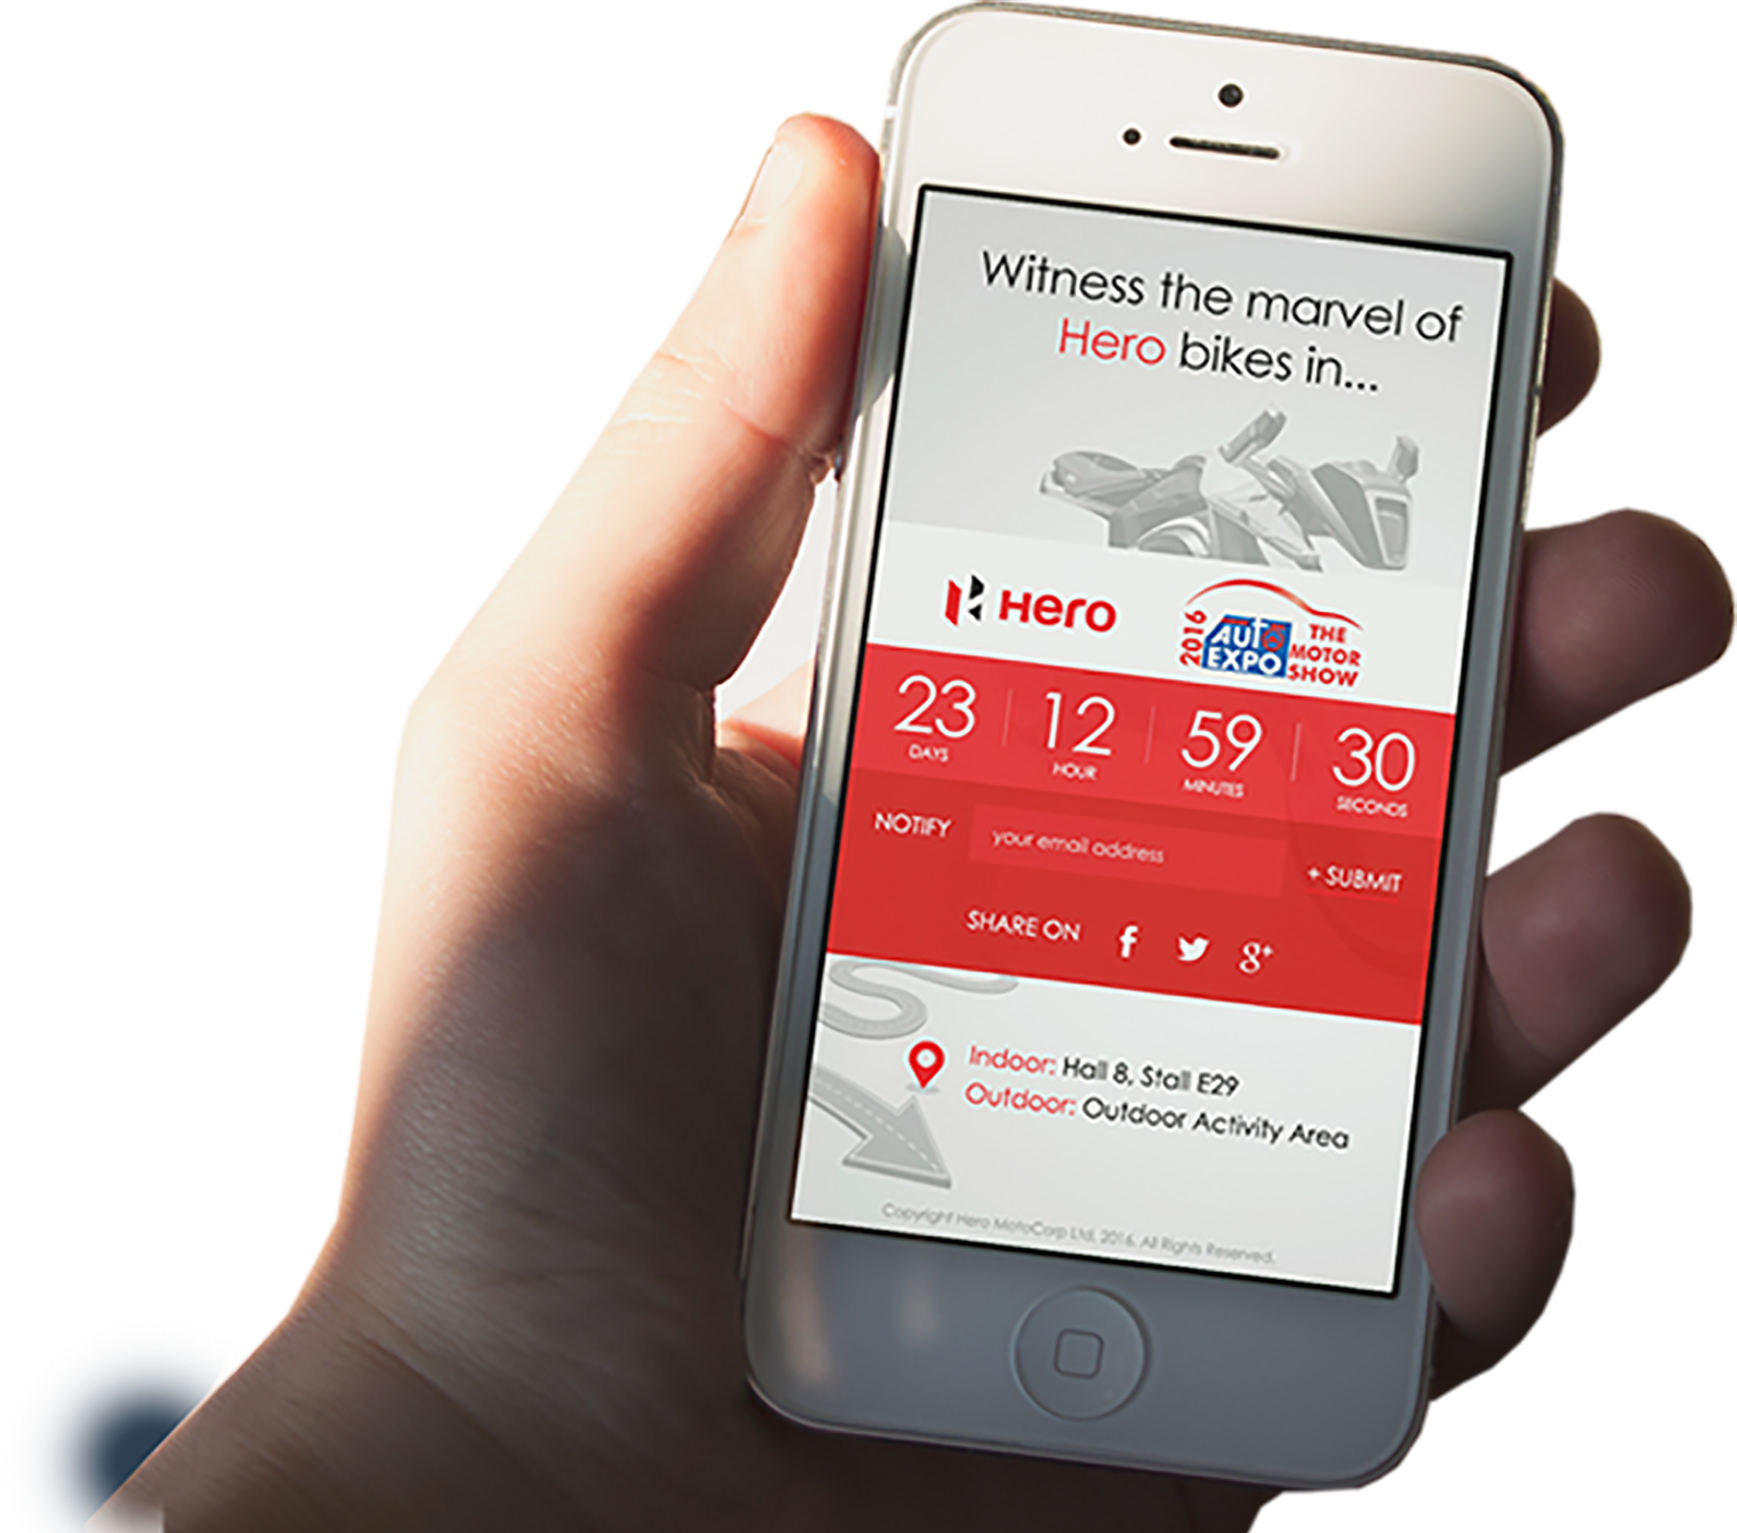 Witness the marvel of
Hero bikes in...
Hero
2016 AUTO EXPO THE MOTOR SHOW
23 12 59 30
DAYS HOUR MINUTES SECONDS
NOTIFY your email address + SUBMIT
SHARE ON f g+
Indoor: Hall 8, Stall E29
Outdoor: Outdoor Activity Area
Copyright Hero MotoCorp Ltd. 2016. All Rights Reserved.